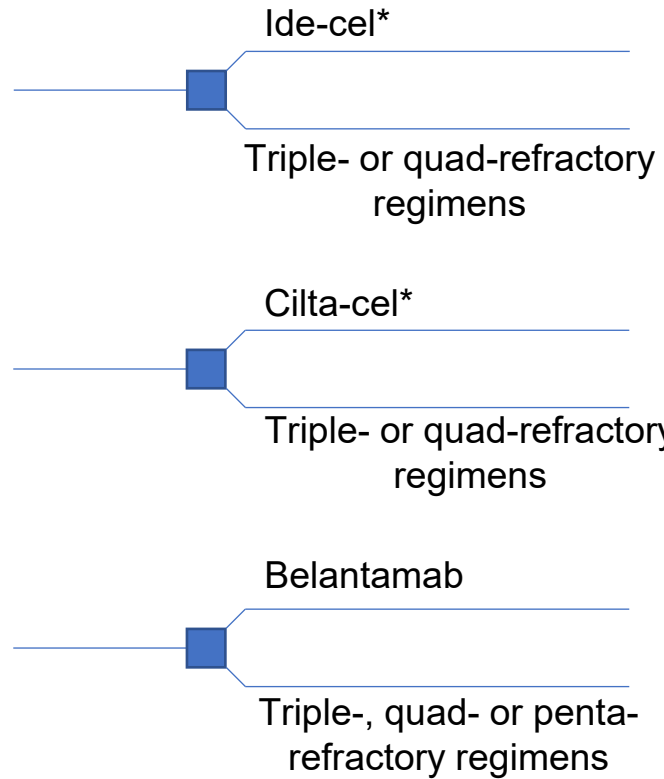 Ide-cel*
Triple- or quad-refractory
regimens
Cilta-cel*
Triple- or quad-refractory
regimens
Belantamab
Triple-, quad- or penta-
refractory regimens